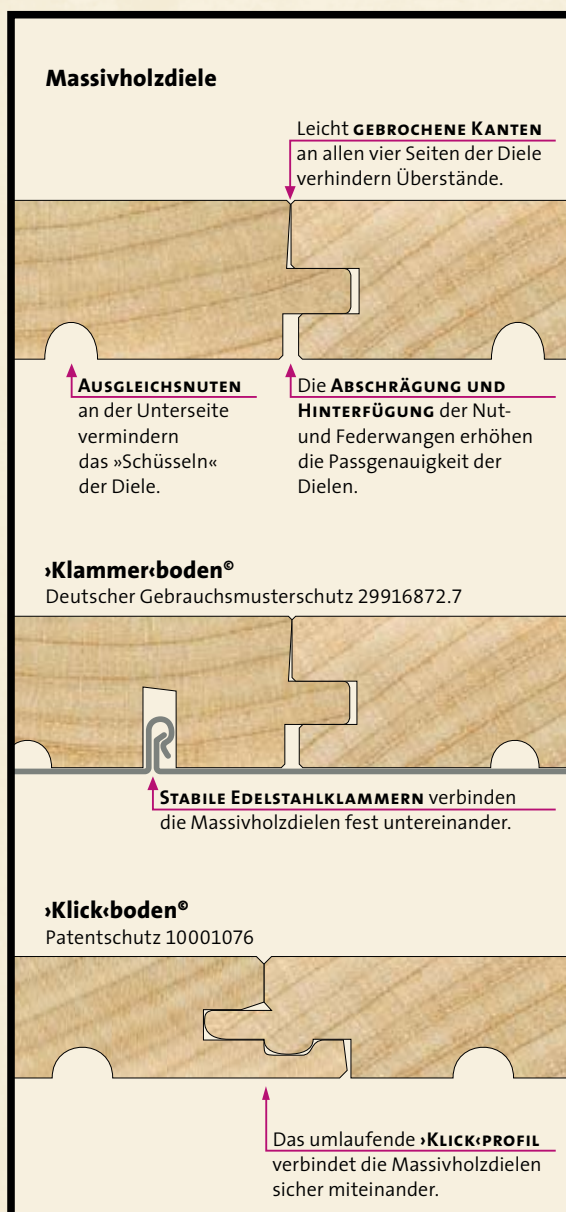 Massivholzdiele
Leicht GEBROCHENE KANTEN
an allen vier Seiten der Diele
verhindern Überstände.
AUSGLEICHSNUTEN
an der Unterseite
vermindern
das »Schüsseln«
der Diele.
Die ABSCHRÄGUNG UND
HINTERFÜGUNG der Nut-
und Federwangen erhöhen
die Passgenauigkeit der
Dielen.
›Klammer‹boden©
Deutscher Gebrauchsmusterschutz 29916872.7
STABILE EDELSTAHLKLAMMERN verbinden
die Massivholzdielen fest untereinander.
›Klick‹boden©
Patentschutz 10001076
Das umlaufende ›KLICK‹PROFIL
verbindet die Massivholzdielen
sicher miteinander.